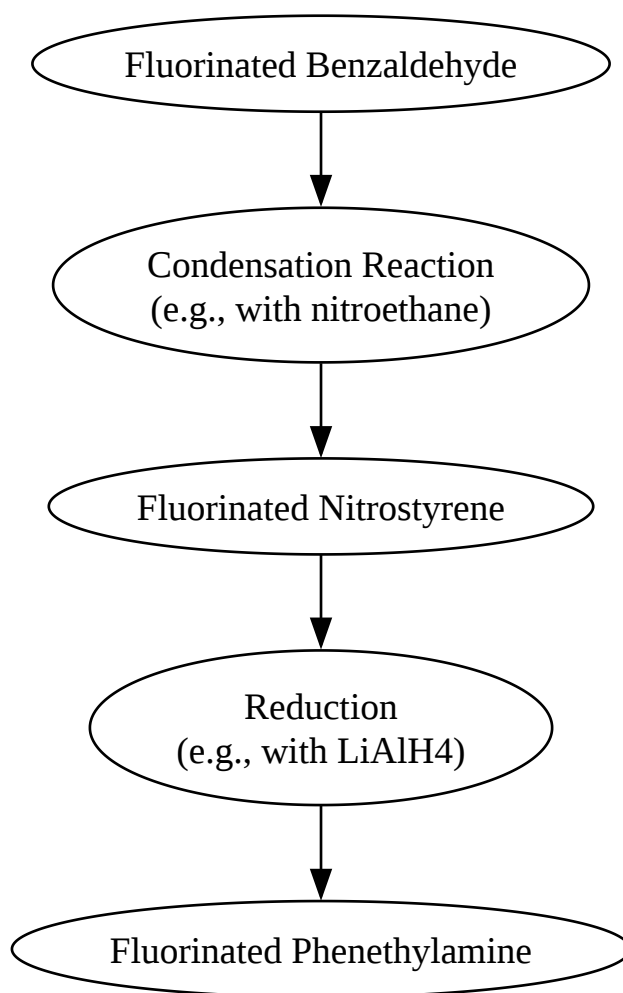 Fluorinated Benzaldehyde
Condensation Reaction
(e.g., with nitroethane)
Fluorinated Nitrostyrene
Reduction
(e.g., with LiAlH4)
Fluorinated Phenethylamine